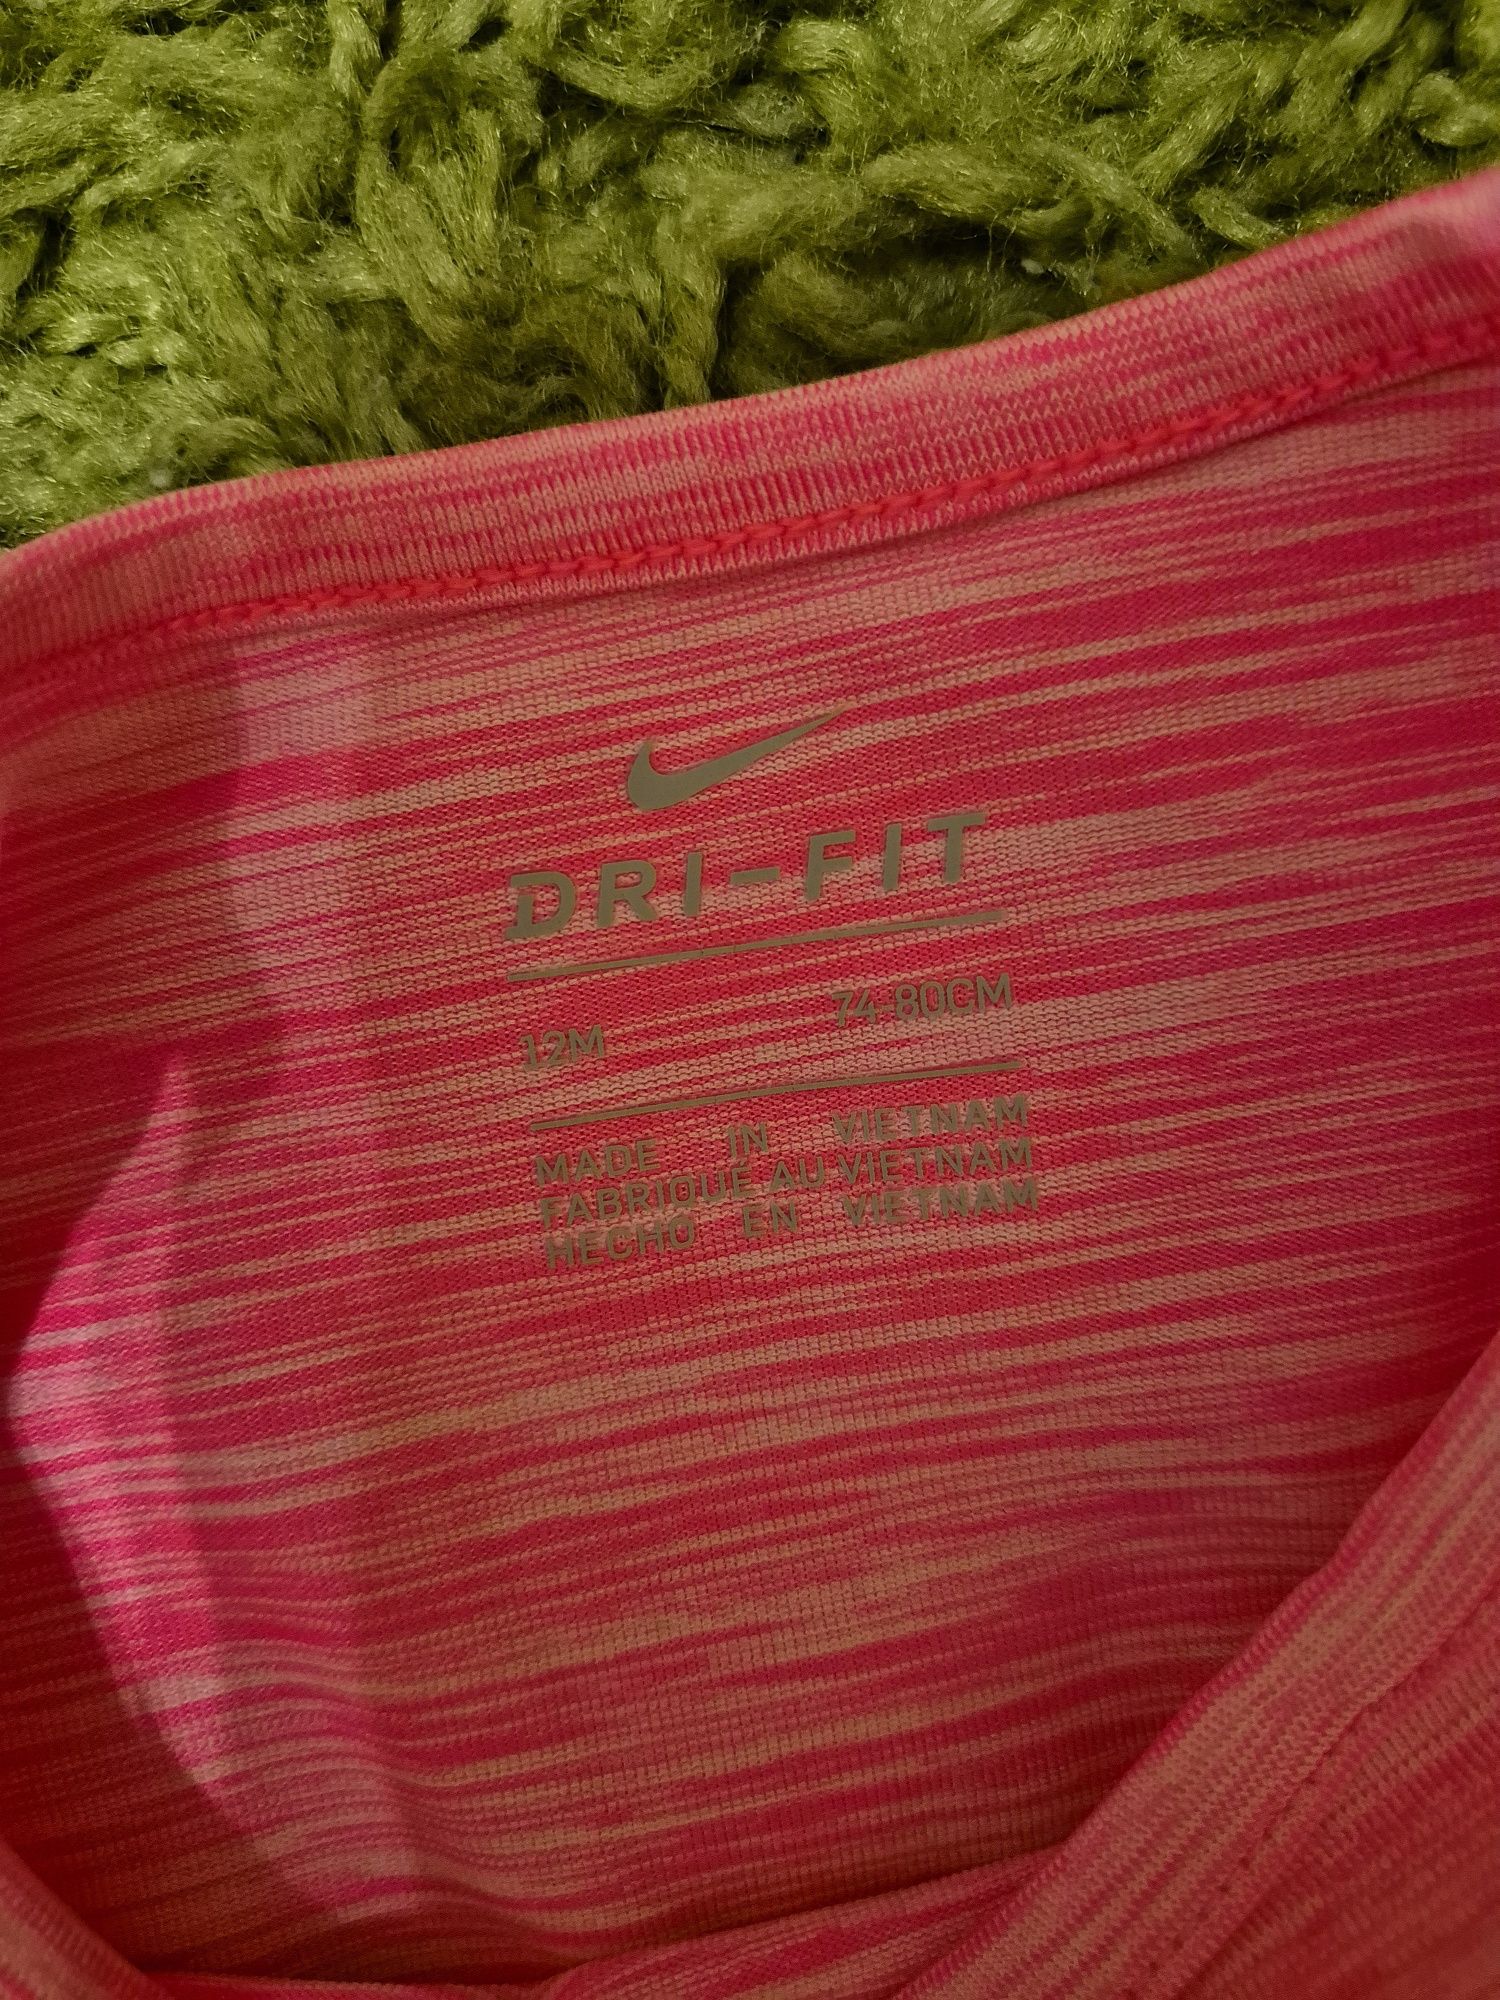 DRI-FIT
12M 74-80CM
MADE IN VIETNAM
FABRIQUE AU VIETNAM
HECHO EN VIETNAM